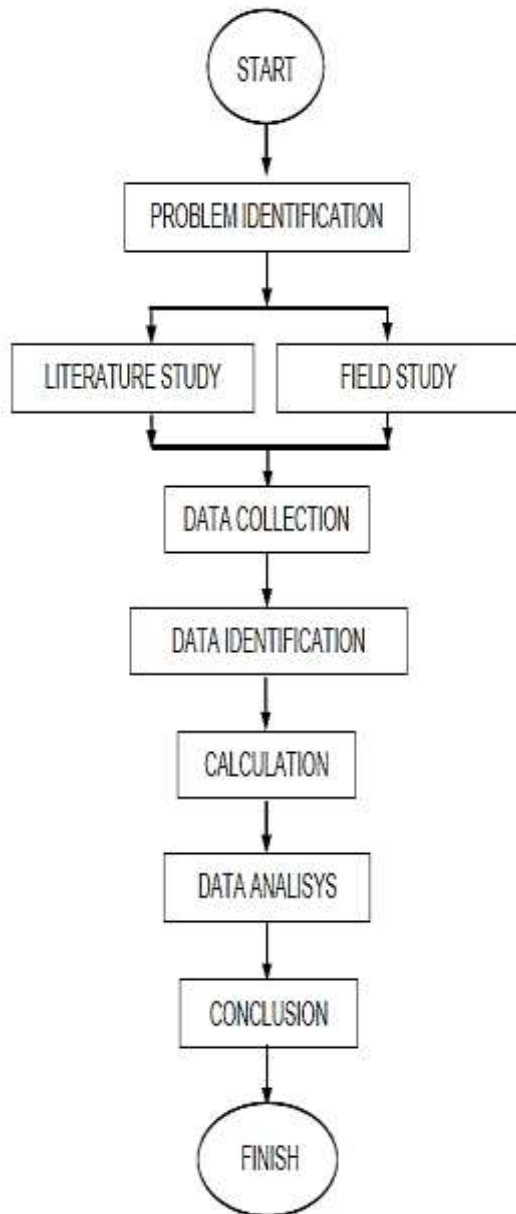 START
PROBLEM IDENTIFICATION
LITERATURE STUDY
FIELD STUDY
DATA COLLECTION
DATA IDENTIFICATION
CALCULATION
DATA ANALISYS
CONCLUSION
FINISH